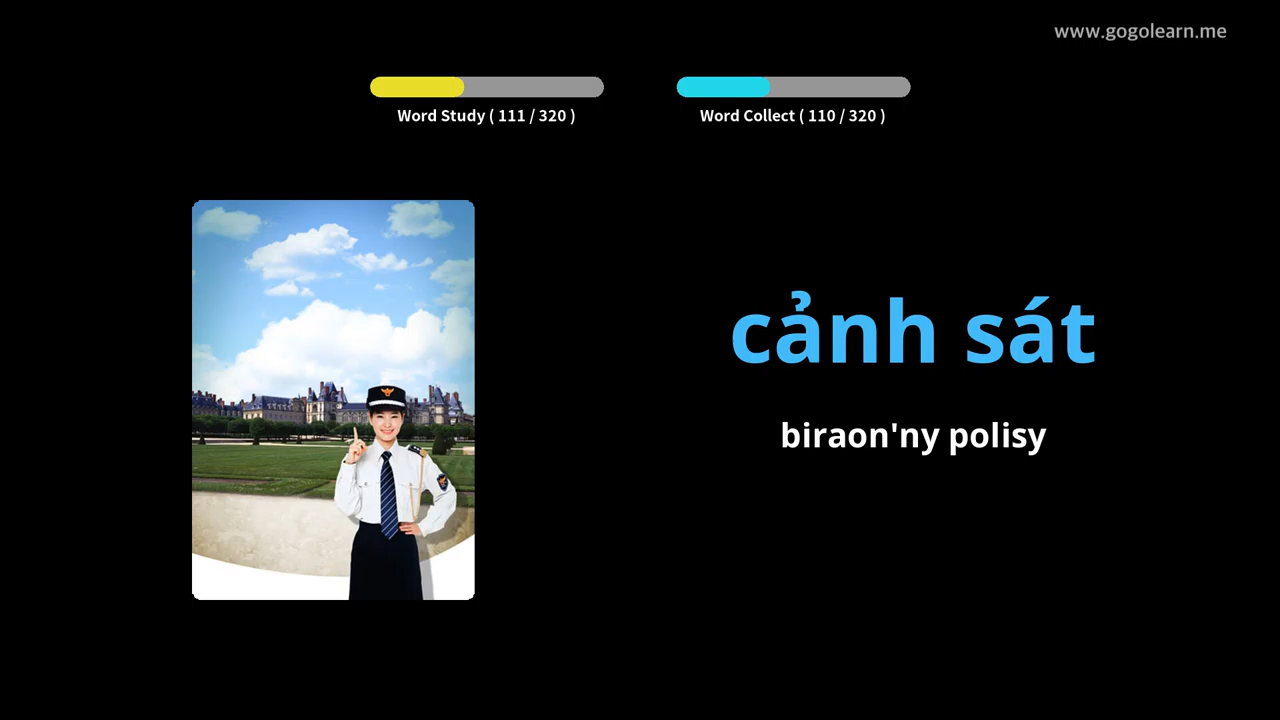 www.gogolearn.me
Word Study ( 111 / 320 )
Word Collect ( 110 / 320 )
cảnh sát
biraon'ny polisy